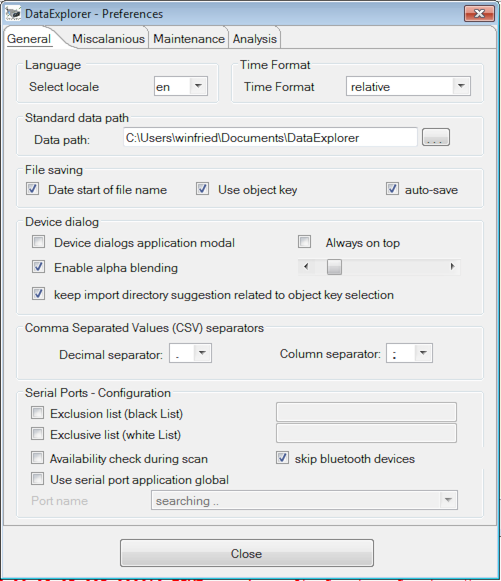 DataExplorer - Preferences
General Miscalanious Maintenance Analysis
Language Time Format
Select locale en Time Format relative
Standard data path
Data path: C:\Users\winfried\Documents\DataExplorer ...
File saving
Date start of file name Use object key auto-save
Device dialog
Device dialogs application modal Always on top
Enable alpha blending
keep import directory suggestion related to object key selection
Comma Separated Values (CSV) separators
Decimal separator: . Column separator: ;
Serial Ports - Configuration
Exclusion list (black List)
Exclusive list (white List)
Availability check during scan skip bluetooth devices
Use serial port application global
Port name searching ..
Close